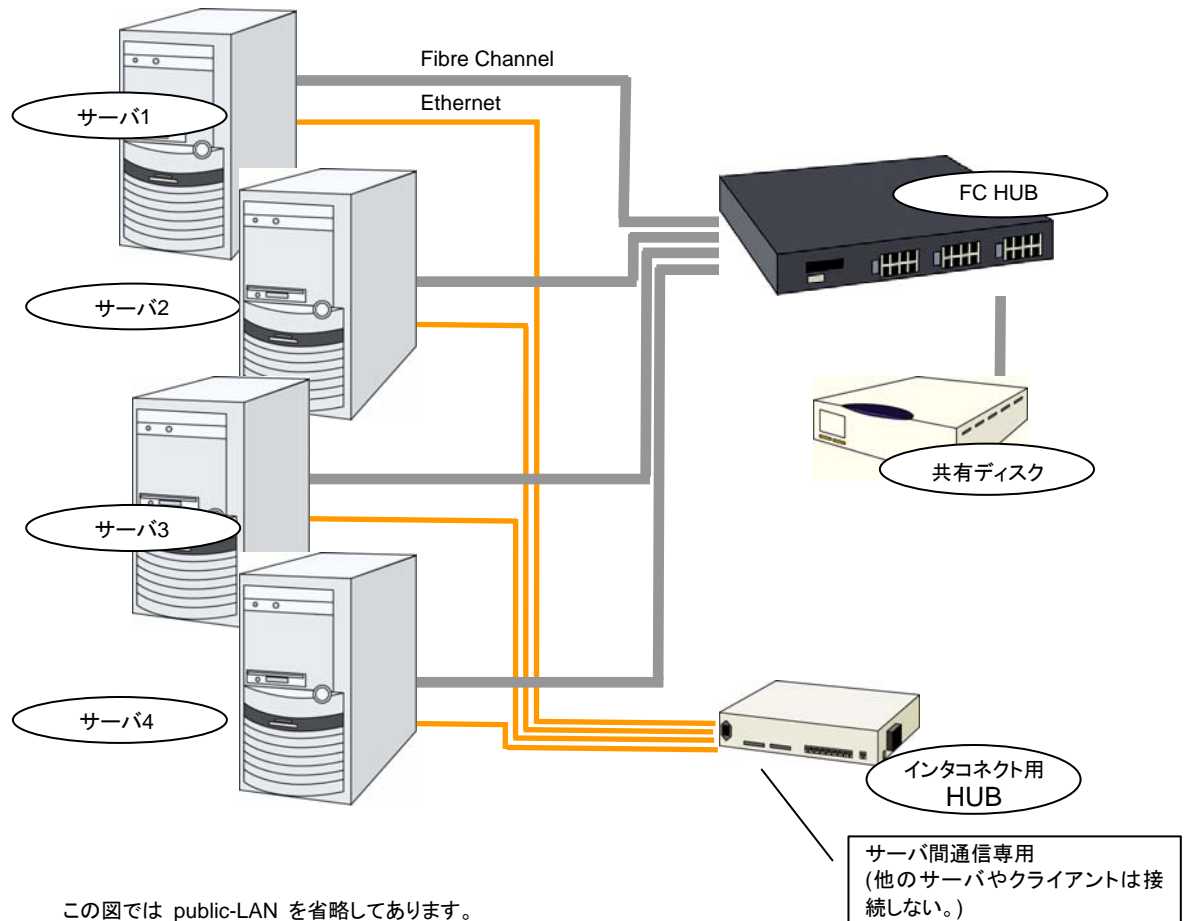 Fibre Channel
Ethernet
サーバ1
FC HUB
サーバ2
共有ディスク
サーバ3
サーバ4
インタコネクト用
HUB
サーバ間通信専用
(他のサーバやクライアントは接
続しない。)
この図では public-LAN を省略してあります。